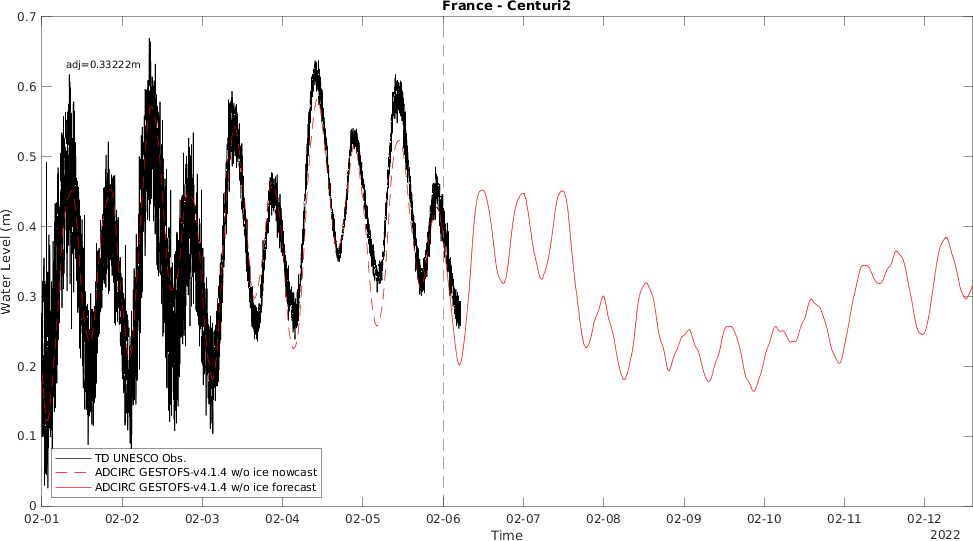 France - Centuri2
0.7
adj=0.33222m
0.6
0.5
0.4
0.3
0.2
0.1
0
Water Level (m)
TD UNESCO Obs.
ADCIRC GESTOFS-v4.1.4 w/o ice nowcast
ADCIRC GESTOFS-v4.1.4 w/o ice forecast
02-01 02-02 02-03 02-04 02-05 02-06 02-07 02-08 02-09 02-10 02-11 02-12
Time
2022